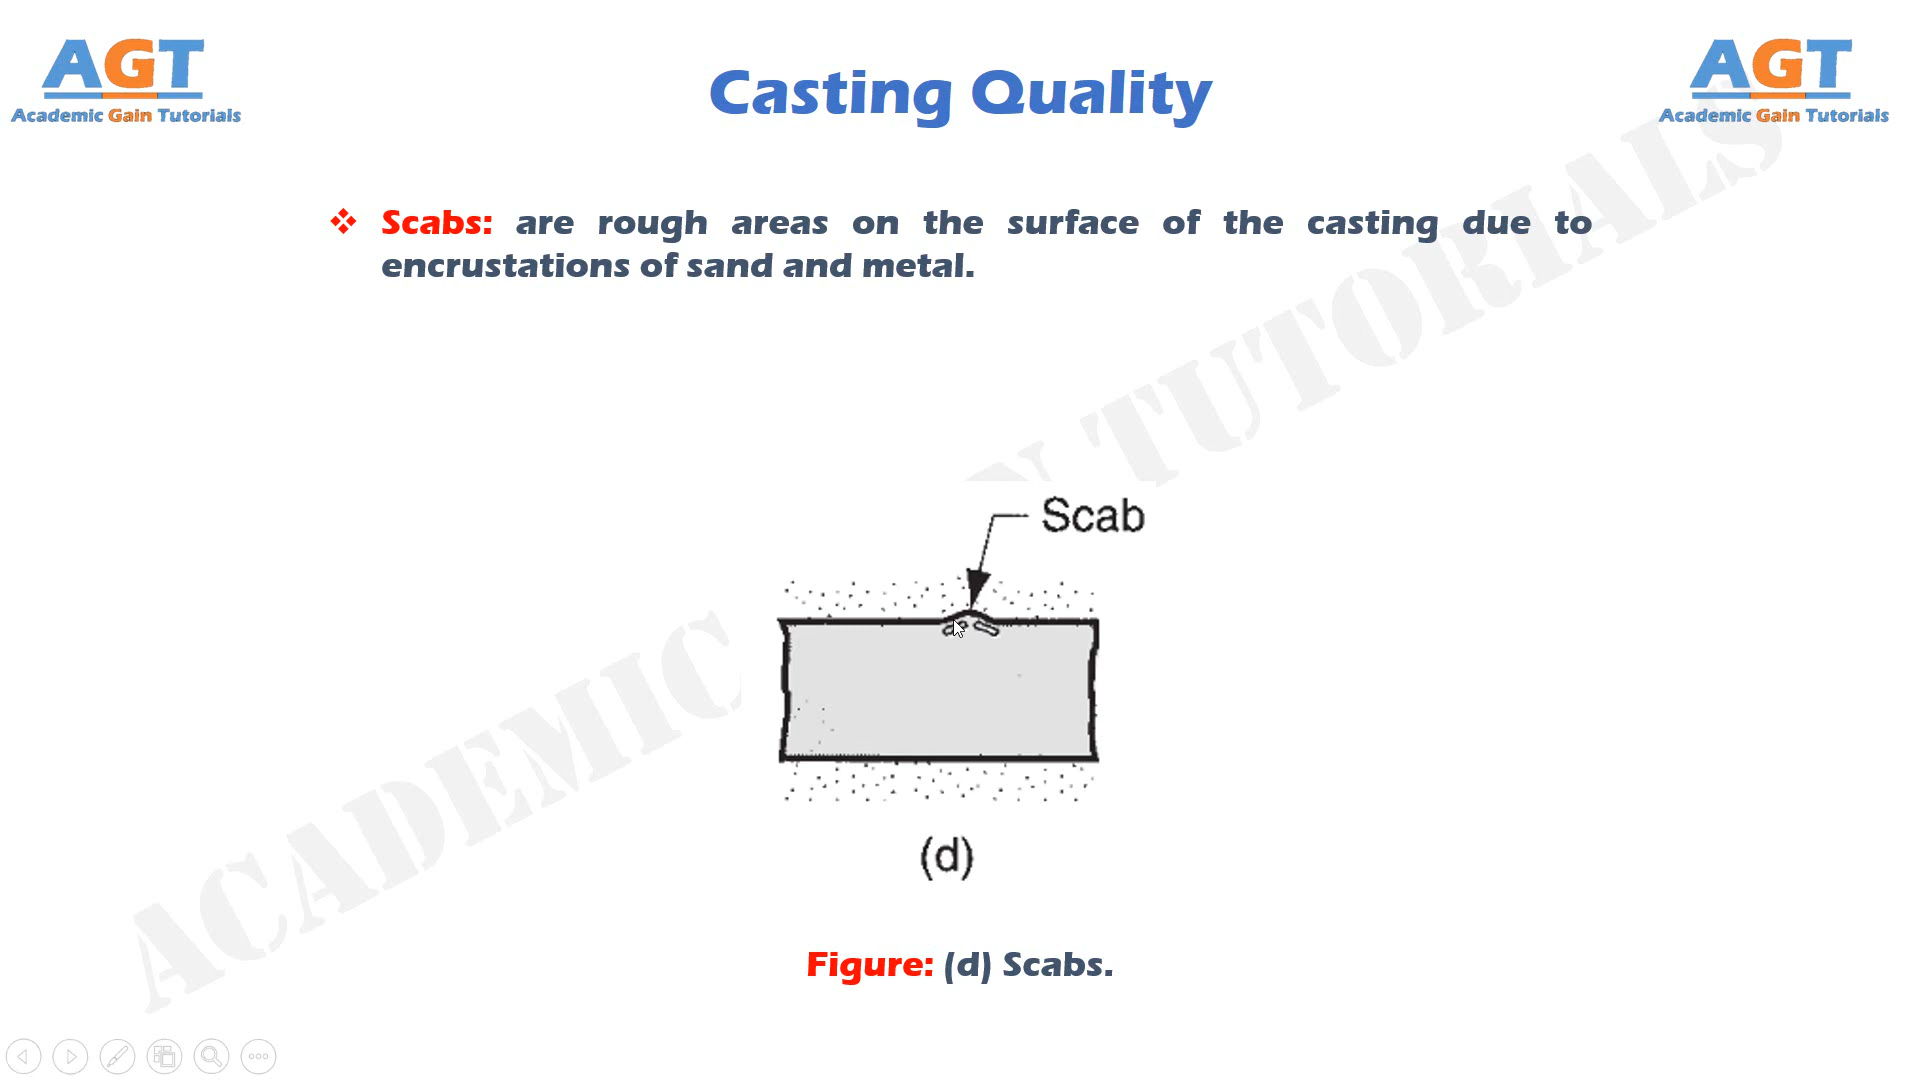 AGT
Academic Gain Tutorials
Casting Quality
AGT
Academic Gain Tutorials
Scabs: are rough areas on the surface of the casting due to
encrustations of sand and metal.
Scab
(d)
Figure: (d) Scabs.
ACADEMIC
N TUTORIALS